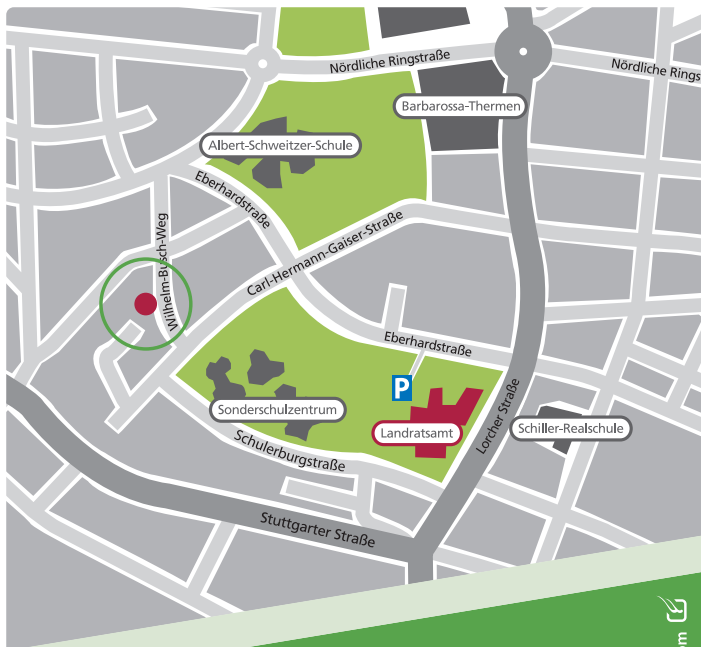 Nördliche Ringstraße
Nördliche Rings
Barbarossa-Thermen
Albert-Schweitzer-Schule
Eberhardstraße
Wilhelm-Busch-Weg
Carl-Hermann-Gaiser-Straße
Eberhardstraße
P
Lorcher Straße
Sonderschulzentrum
Landratsamt
Schiller-Realschule
Schulerburgstraße
Stuttgarter Straße
om